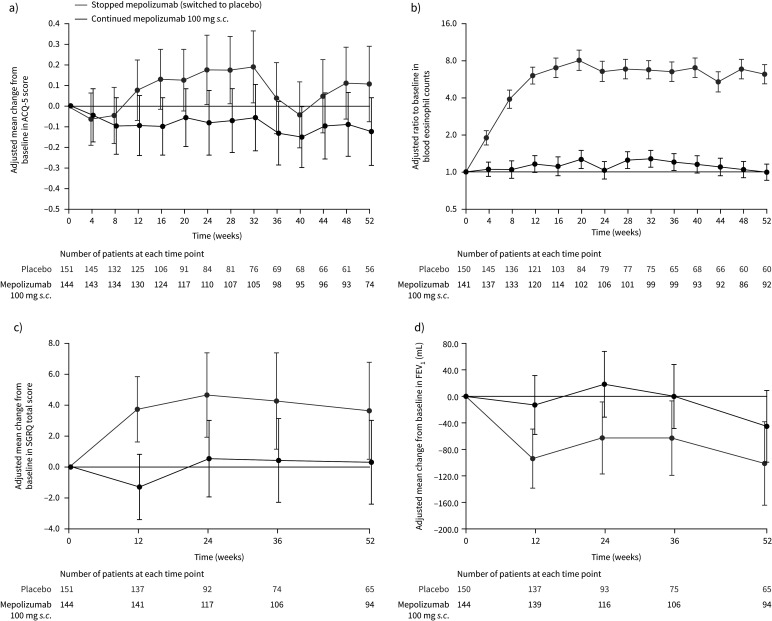 a)
Stopped mepolizumab (switched to placebo)
Continued mepolizumab 100 mg s.c.
Adjusted mean change from
baseline in ACQ-5 score
0.4
0.3
0.2
0.1
0.0
–0.1
–0.2
–0.3
–0.4
–0.5
0 4 8 12 16 20 24 28 32 36 40 44 48 52
Time (weeks)
Number of patients at each time point
Placebo 151 145 132 125 106 91 84 81 76 69 68 66 61 56
Mepolizumab 144 143 134 130 124 117 110 107 105 98 95 96 93 74
100 mg s.c.
b)
Adjusted ratio to baseline in
blood eosinophil counts
16.0
8.0
4.0
2.0
1.0
0.5
0 4 8 12 16 20 24 28 32 36 40 44 48 52
Time (weeks)
Number of patients at each time point
Placebo 150 145 136 121 103 84 79 77 75 65 68 66 60 60
Mepolizumab 141 137 133 120 114 102 106 101 99 99 93 92 86 92
100 mg s.c.
c)
Adjusted mean change from
baseline in SGRQ total score
8.0
6.0
4.0
2.0
0.0
–2.0
–4.0
0 12 24 36 52
Time (weeks)
Number of patients at each time point
Placebo 151 137 92 74 65
Mepolizumab 144 141 117 106 94
100 mg s.c.
d)
Adjusted mean change from baseline in FEV1 (mL)
80.0
40.0
0.0
–40.0
–80.0
–120.0
–160.0
–200.0
0 12 24 36 52
Time (weeks)
Number of patients at each time point
Placebo 150 137 93 75 65
Mepolizumab 144 139 116 106 94
100 mg s.c.